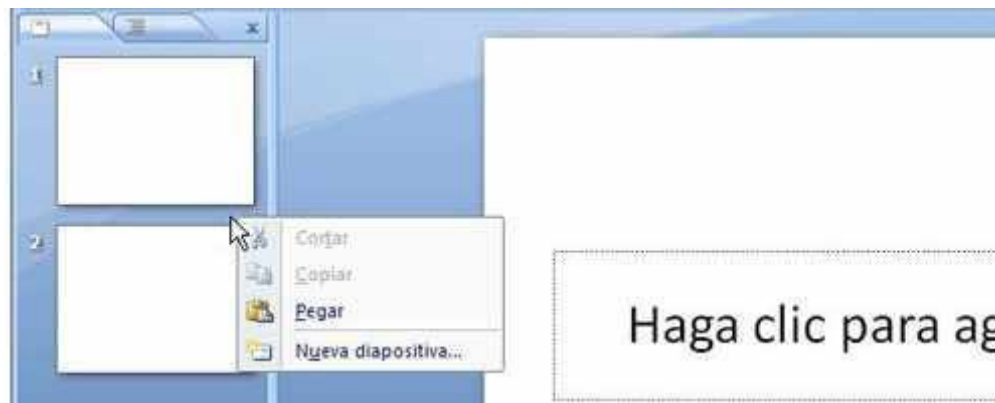 1
2
Cortar
Copiar
Pegar
Nueva diapositiva...
Haga clic para ag